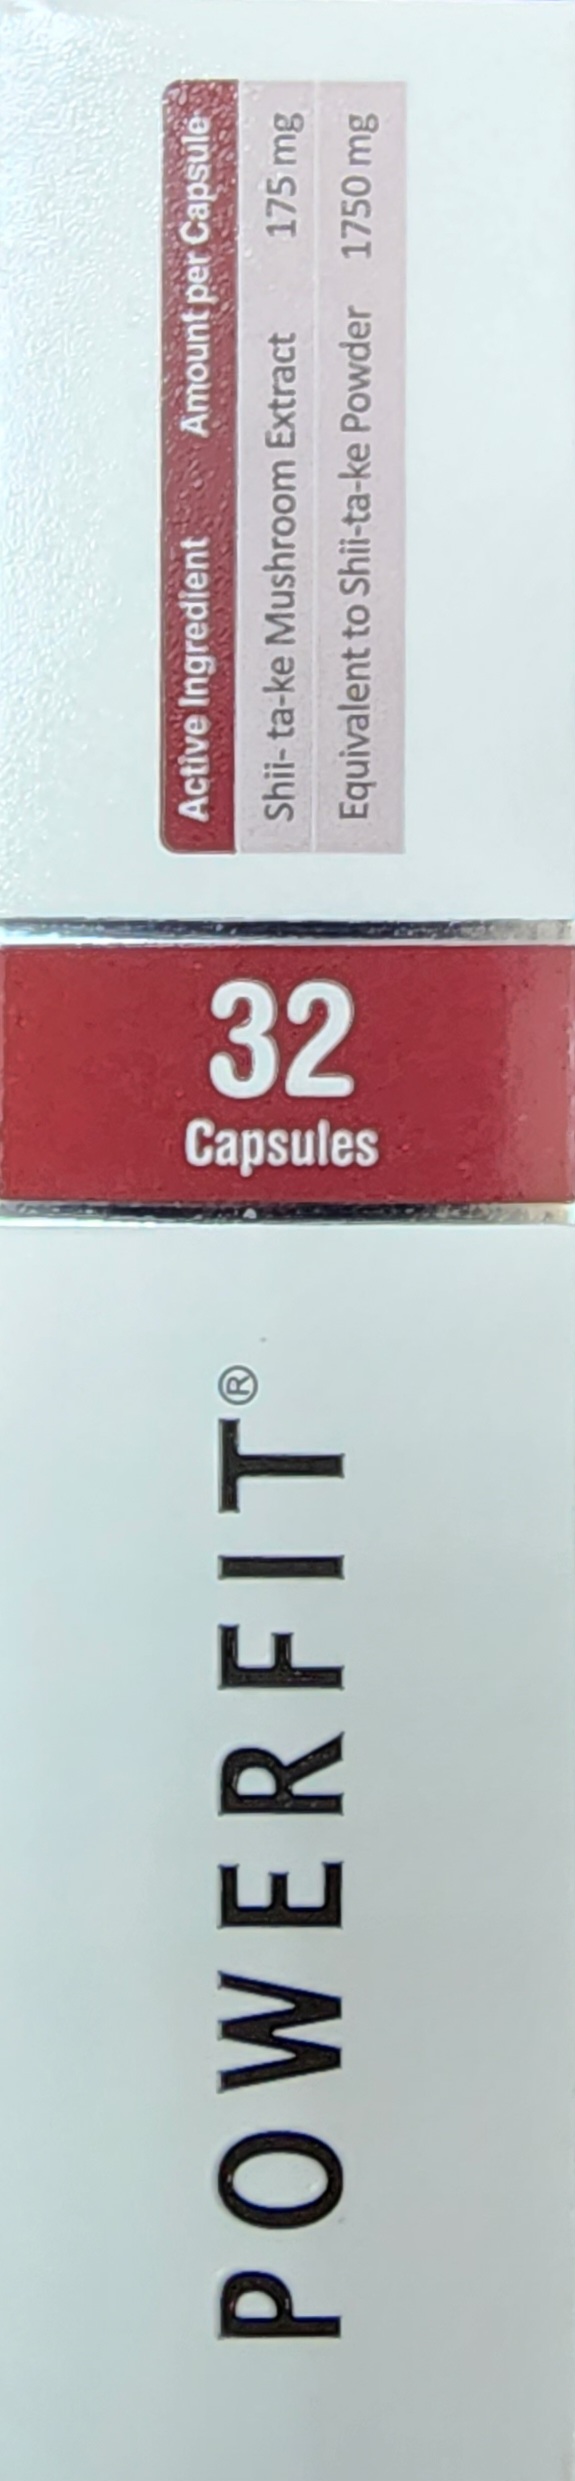 Active Ingredient Amount per Capsule
Shii- ta-ke Mushroom Extract 175 mg
Equivalent to Shii-ta-ke Powder 1750 mg
32
Capsules
POWERFIT®